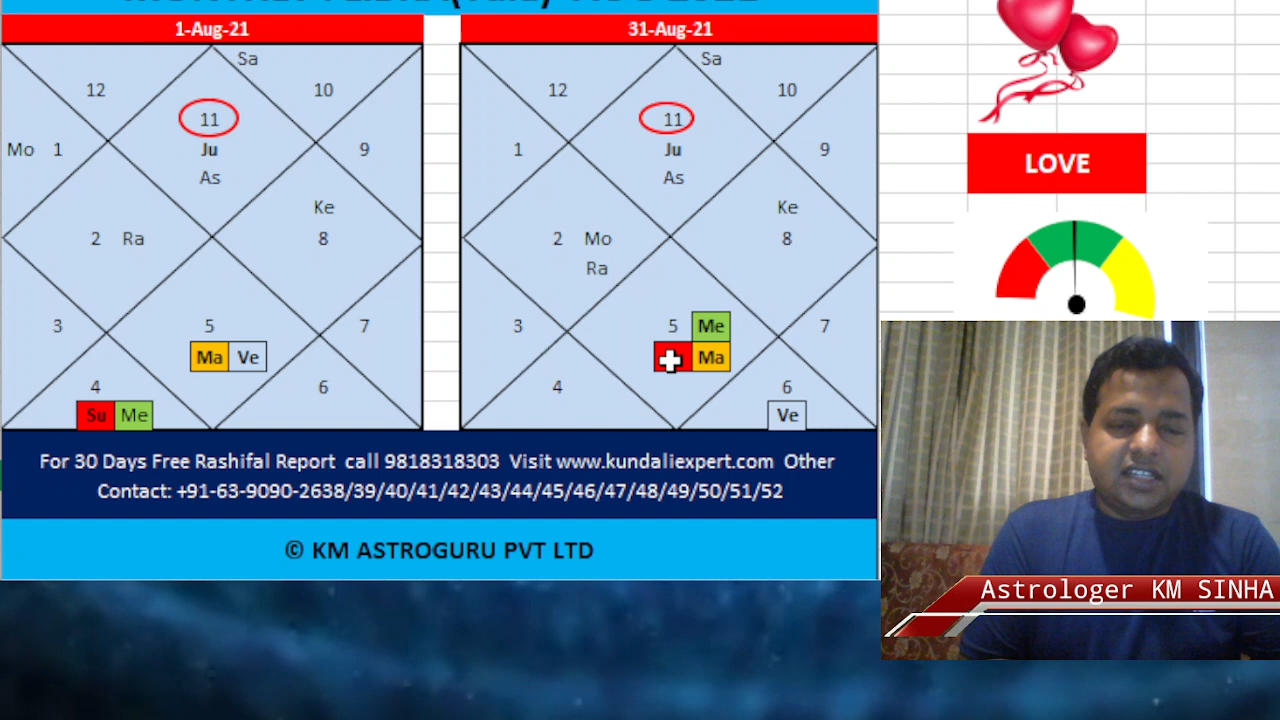 1-Aug-21
31-Aug-21
Sa
12
10
11
Mo 1
Ju
9
As
Ke
2 Ra
8
3
5
7
Ma Ve
4
6
Su Me
Sa
12
10
11
1
Ju
9
As
Ke
2 Mo
8
Ra
3
5 Me
7
Ma
4
6
Ve
For 30 Days Free Rashifal Report call 9818318303 Visit www.kundaliexpert.com Other
Contact: +91-63-9090-2638/39/40/41/42/43/44/45/46/47/48/49/50/51/52
© KM ASTROGURU PVT LTD
LOVE
Astrologer KM SINHA